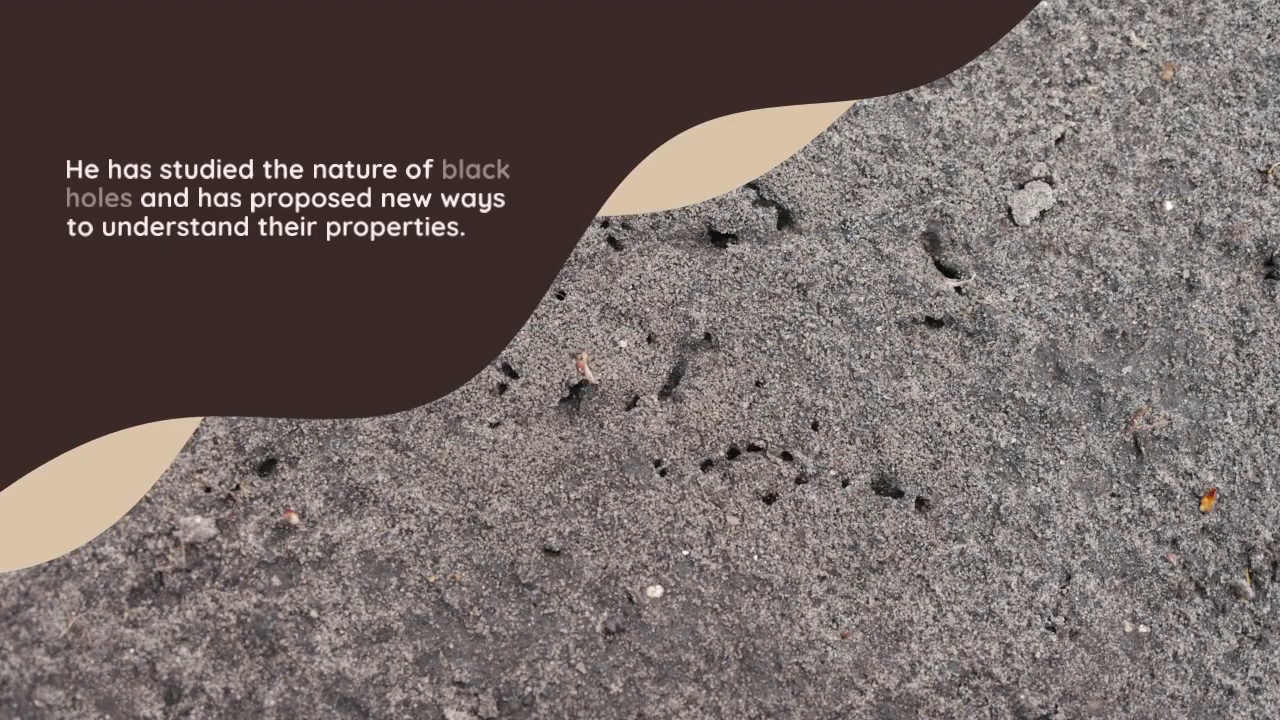 He has studied the nature of black
holes and has proposed new ways
to understand their properties.